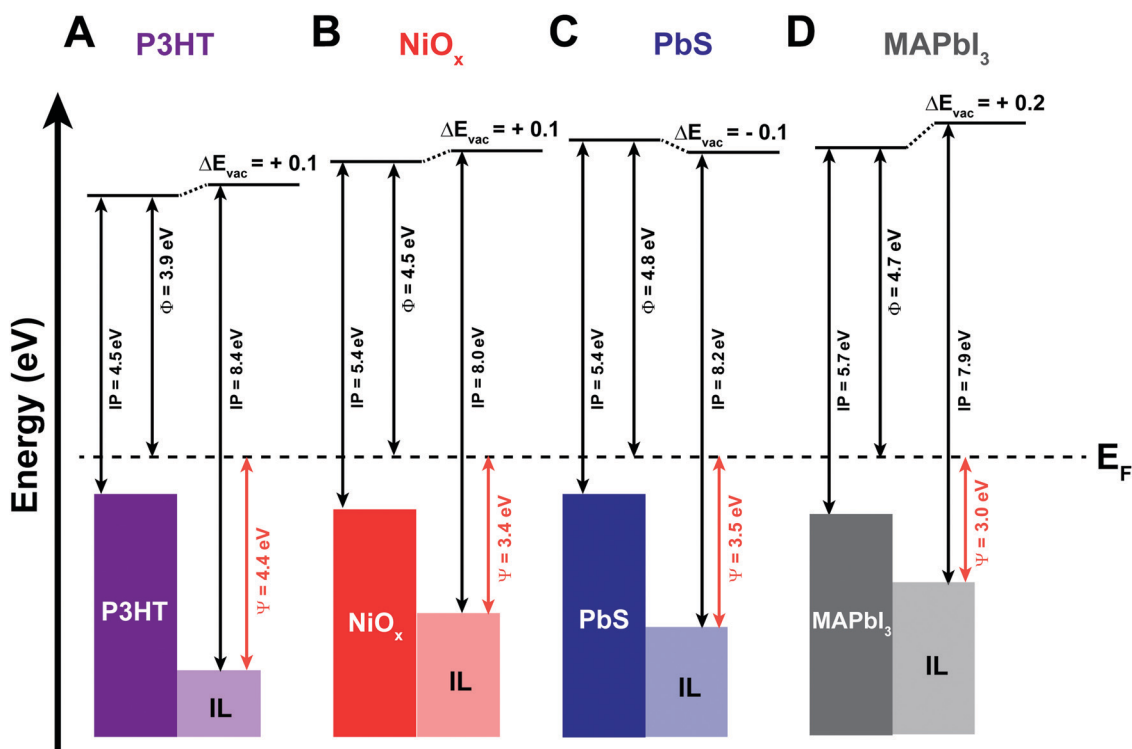 A
P3HT
B
NiOx
C
PbS
D
MAPbI3
Energy (eV)
ΔEvac = + 0.1
IP = 4.5 eV
Φ = 3.9 eV
IP = 8.4 eV
Ψ = 4.4 eV
P3HT
IL
ΔEvac = + 0.1
IP = 5.4 eV
Φ = 4.5 eV
IP = 8.0 eV
Ψ = 3.4 eV
NiOx
IL
ΔEvac = - 0.1
IP = 5.4 eV
Φ = 4.8 eV
IP = 8.2 eV
Ψ = 3.5 eV
PbS
IL
ΔEvac = + 0.2
IP = 5.7 eV
Φ = 4.7 eV
IP = 7.9 eV
Ψ = 3.0 eV
MAPbI3
IL
EF